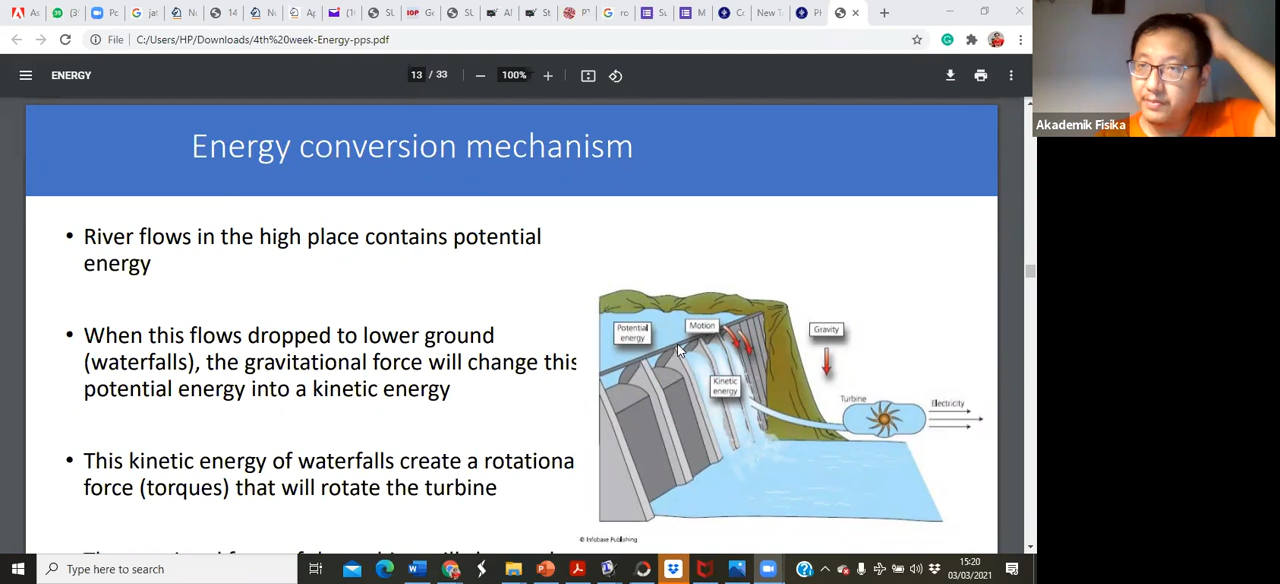 File
C:/Users/HP/Downloads/4th%20week-Energy-pps.pdf
ENERGY
13 / 33
100%
Akademik Fisika
Energy conversion mechanism
• River flows in the high place contains potential
energy
• When this flows dropped to lower ground
(waterfalls), the gravitational force will change this
potential energy into a kinetic energy
• This kinetic energy of waterfalls create a rotationa
force (torques) that will rotate the turbine
Potential
energy
Motion
Gravity
Kinetic
energy
Turbine
Electricity
© Infobase Publishing
Type here to search
15:20
03/03/2021